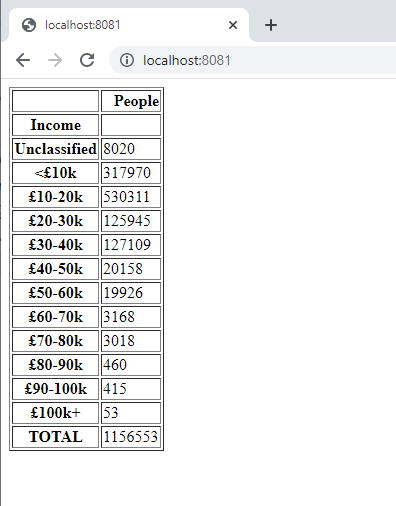 localhost:8081
localhost:8081
People
Income
Unclassified 8020
<£10k 317970
£10-20k 530311
£20-30k 125945
£30-40k 127109
£40-50k 20158
£50-60k 19926
£60-70k 3168
£70-80k 3018
£80-90k 460
£90-100k 415
£100k+ 53
TOTAL 1156553